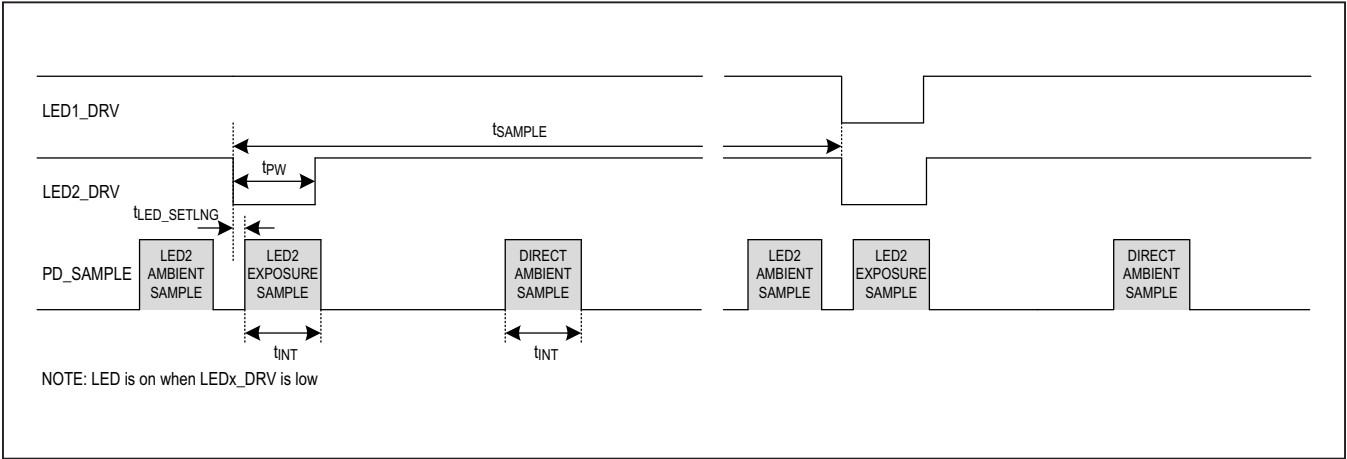 LED1_DRV
tSAMPLE
tPW
LED2_DRV
tLED_SETLNG
PD_SAMPLE
LED2
AMBIENT
SAMPLE
LED2
EXPOSURE
SAMPLE
DIRECT
AMBIENT
SAMPLE
LED2
AMBIENT
SAMPLE
LED2
EXPOSURE
SAMPLE
DIRECT
AMBIENT
SAMPLE
tINT
tINT
NOTE: LED is on when LEDx_DRV is low